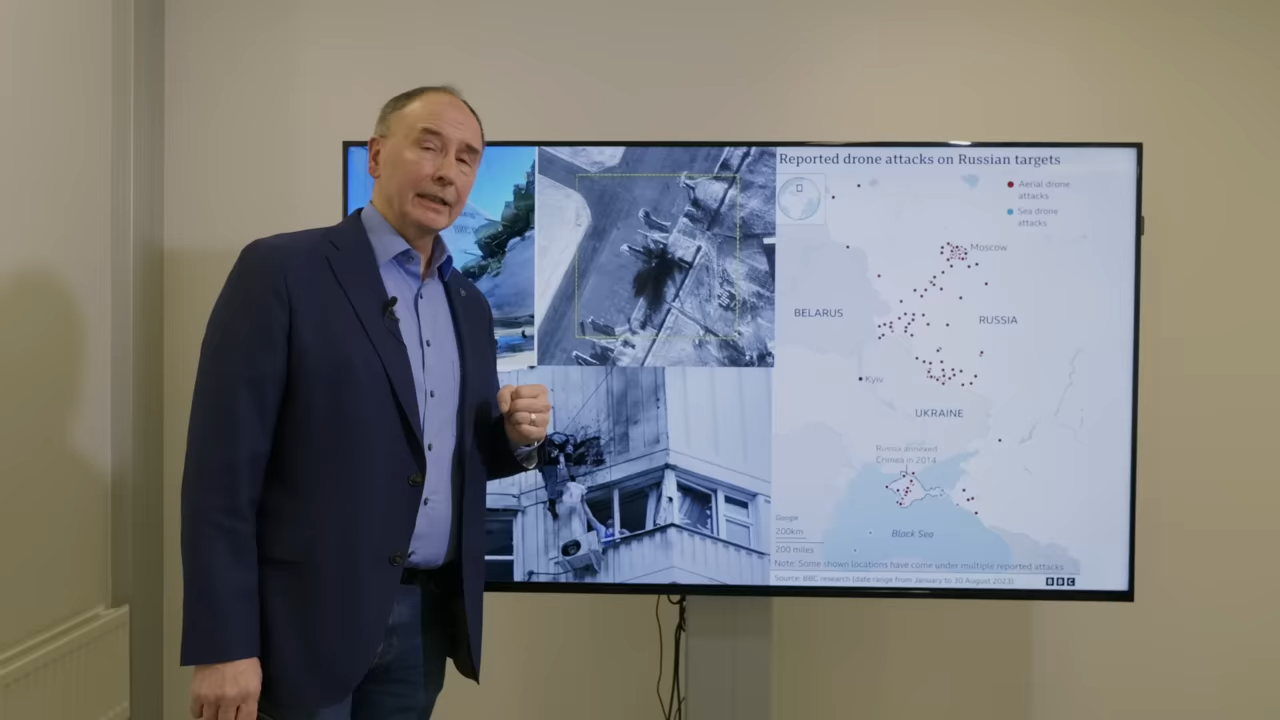 Reported drone attacks on Russian targets
Aerial drone
attacks
Sea drone
attacks
Moscow
BELARUS
RUSSIA
Kyiv
UKRAINE
Russia annexed
Crimea in 2014
Black Sea
Google
200km
200 miles
Note: Some shown locations have come under multiple reported attacks
Source: BBC research (date range from January to 30 August 2023)
BBC